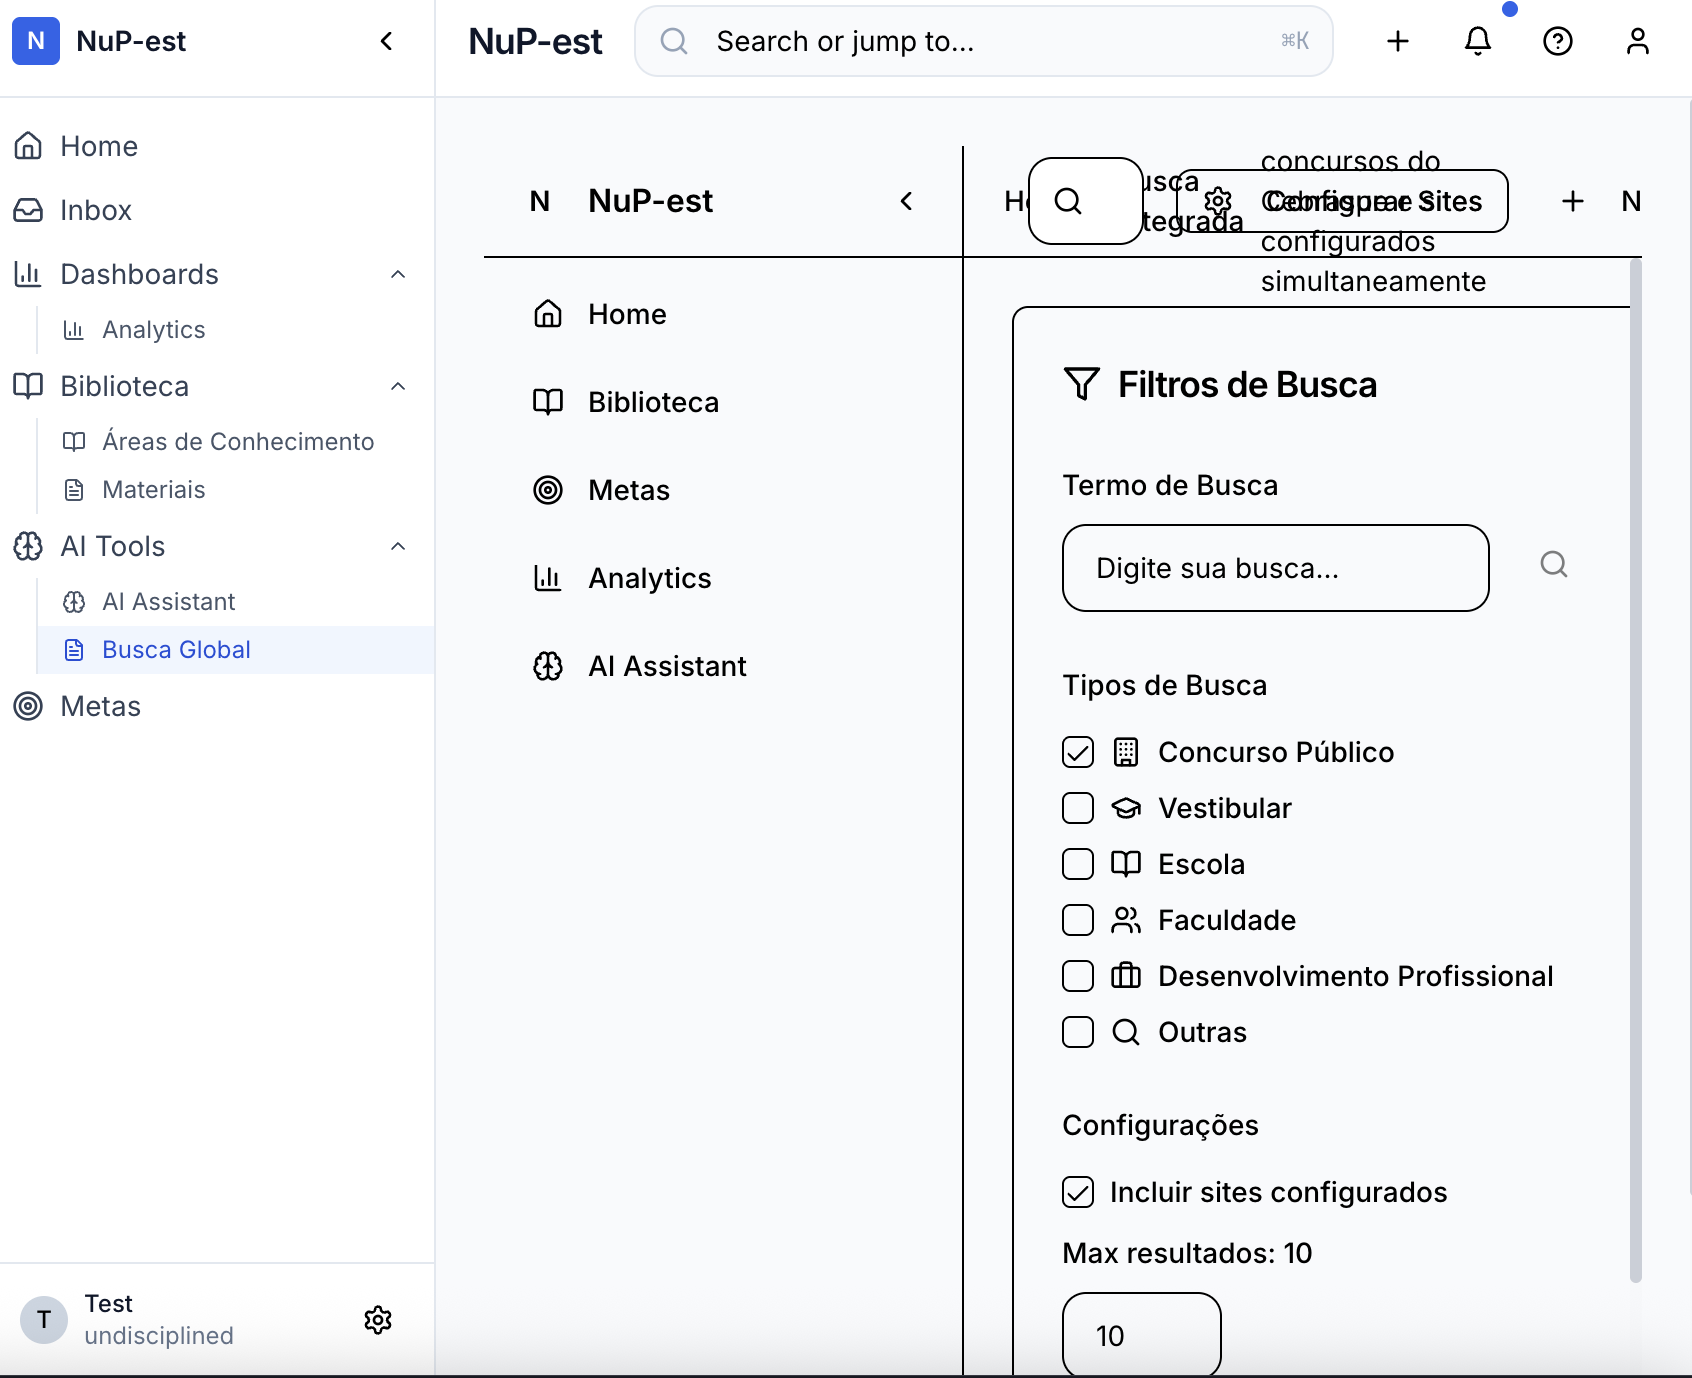 N NuP-est
Home
Inbox
Dashboards
Analytics
Biblioteca
Áreas de Conhecimento
Materiais
AI Tools
AI Assistant
Busca Global
Metas
T Test
undisciplined
NuP-est Search or jump to... ⌘K
N NuP-est
Home
Biblioteca
Metas
Analytics
AI Assistant
concursos do
Configurar Sites
N
configurados
simultaneamente
Filtros de Busca
Termo de Busca
Digite sua busca...
Tipos de Busca
Concurso Público
Vestibular
Escola
Faculdade
Desenvolvimento Profissional
Outras
Configurações
Incluir sites configurados
Max resultados: 10
10